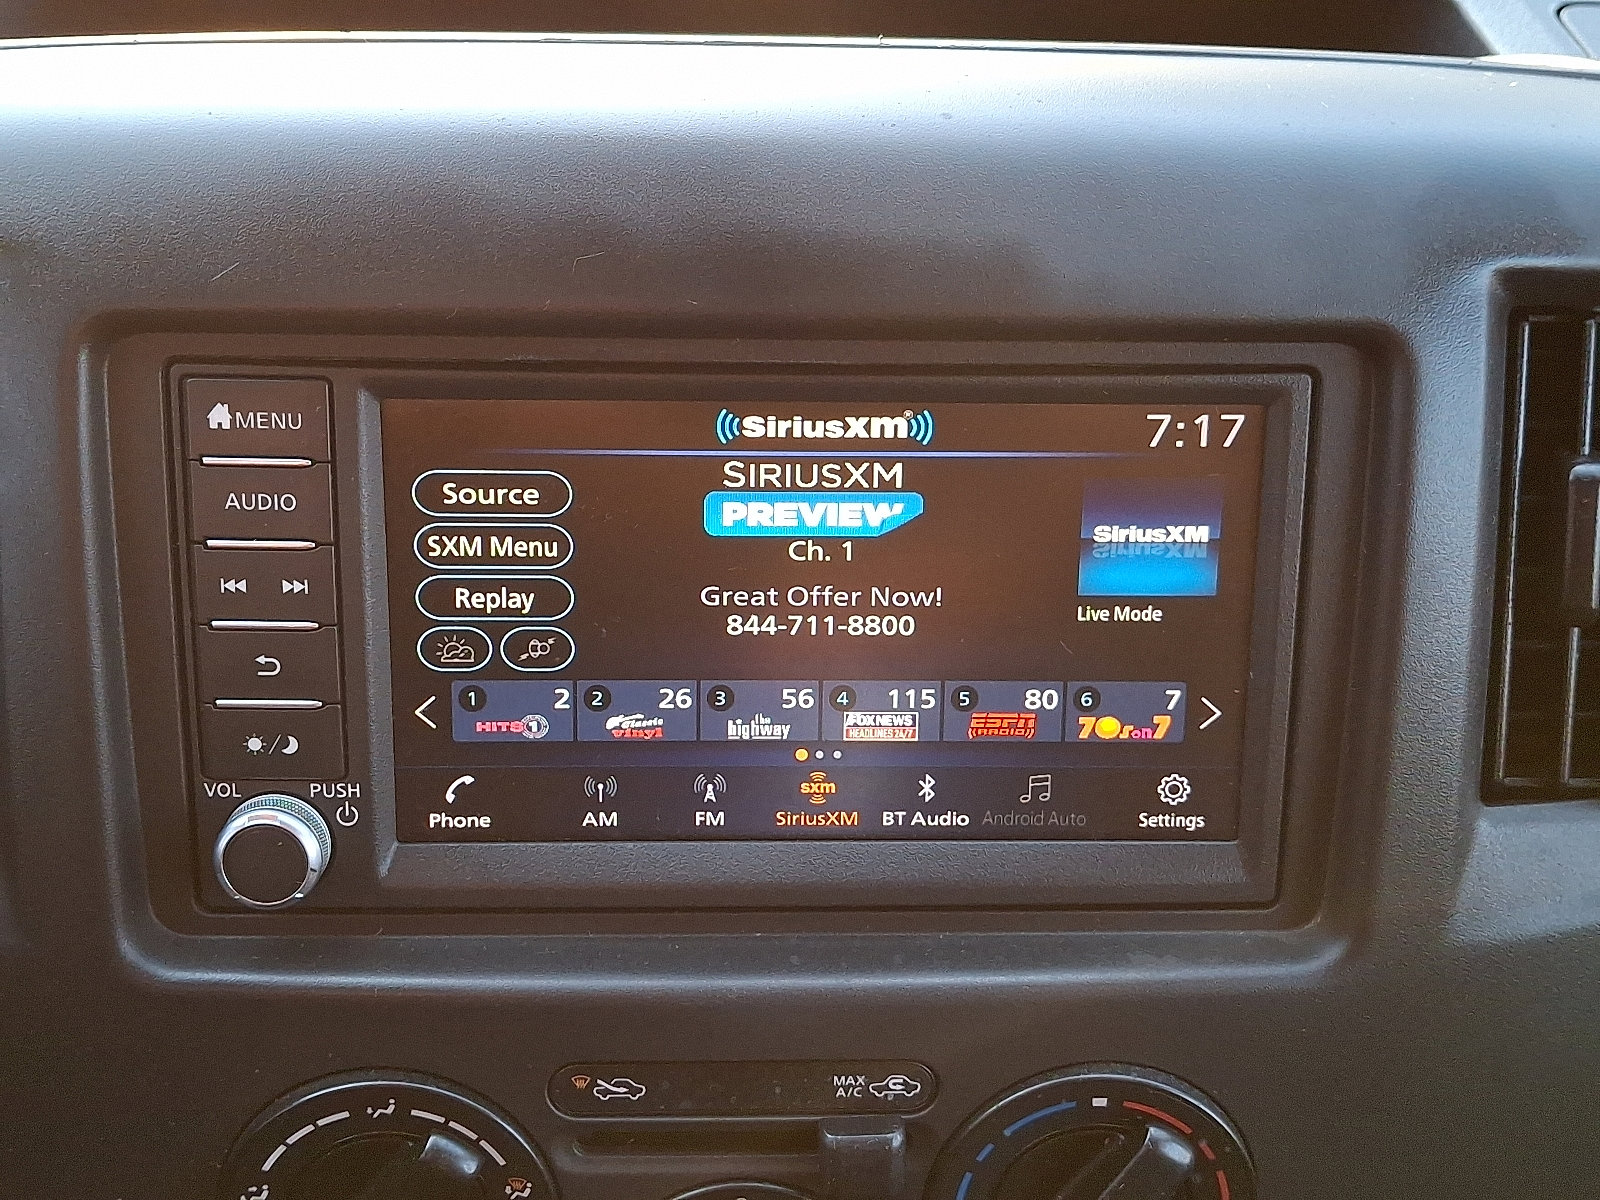 MENU
AUDIO
VOL
PUSH
SiriusXM®
7:17
Source
SXM Menu
Replay
SIRIUSXM
PREVIEW
Ch. 1
Great Offer Now!
844-711-8800
SiriusXM
Live Mode
1 2
HITS 1
2 26
Classic
vinyl
3 56
the
highway
4 115
FOX NEWS
HEADLINES 24/7
5 80
ESPN
RADIO
6 7
70s on 7
Phone
AM
FM
sxm
SiriusXM
BT Audio
Android Auto
Settings
MAX
A/C